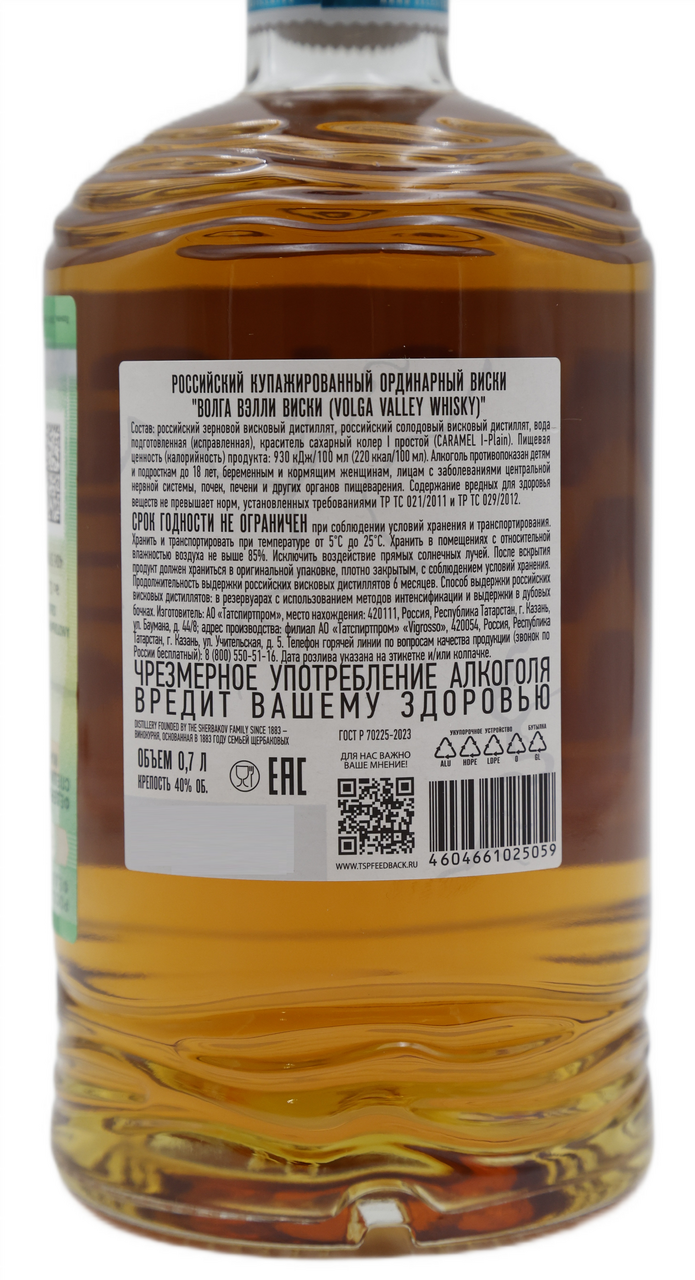 РОССИЙСКИЙ КУПАЖИРОВАННЫЙ ОРДИНАРНЫЙ ВИСКИ
"ВОЛГА ВЭЛЛИ ВИСКИ (VOLGA VALLEY WHISKY)"
Состав: российский зерновой висковый дистиллят, российский солодовый висковый дистиллят, вода
подготовленная (исправленная), краситель сахарный колер I простой (CARAMEL I-Plain). Пищевая
ценность (калорийность) продукта: 930 кДж/100 мл (220 ккал/100 мл). Алкоголь противопоказан детям
и подросткам до 18 лет, беременным и кормящим женщинам, лицам с заболеваниями центральной
нервной системы, почек, печени и других органов пищеварения. Содержание вредных для здоровья
веществ не превышает норм, установленных требованиями ТР ТС 021/2011 и ТР ТС 029/2012.
СРОК ГОДНОСТИ НЕ ОГРАНИЧЕН при соблюдении условий хранения и транспортирования.
Хранить и транспортировать при температуре от 5°С до 25°С. Хранить в помещениях с относительной
влажностью воздуха не выше 85%. Исключить воздействие прямых солнечных лучей. После вскрытия
продукт должен храниться в оригинальной упаковке, плотно закрытым, с соблюдением условий хранения.
Продолжительность выдержки российских висковых дистиллятов 6 месяцев. Способ выдержки российских
висковых дистиллятов: в резервуарах с использованием методов интенсификации и выдержки в дубовых
бочках. Изготовитель: АО «Татспиртпром», место нахождения: 420111, Россия, Республика Татарстан, г. Казань,
ул. Баумана, д. 44/8; адрес производства: филиал АО «Татспиртпром» «Vigrosso», 420054, Россия, Республика
Татарстан, г. Казань, ул. Учительская, д. 5. Телефон горячей линии по вопросам качества продукции (звонок по
России бесплатный): 8 (800) 550-51-16. Дата розлива указана на этикетке и/или колпачке.
ЧРЕЗМЕРНОЕ УПОТРЕБЛЕНИЕ АЛКОГОЛЯ
ВРЕДИТ ВАШЕМУ ЗДОРОВЬЮ
DISTILLERY FOUNDED BY THE SHERBAKOV FAMILY SINCE 1883 –
ВИНОКУРНЯ, ОСНОВАННАЯ В 1883 ГОДУ СЕМЬЕЙ ЩЕРБАКОВЫХ
ГОСТ Р 70225-2023
УКУПОРОЧНОЕ УСТРОЙСТВО БУТЫЛКА
ALU HDPE LDPE 0 GL
ОБЪЕМ 0,7 Л
КРЕПОСТЬ 40% ОБ.
EAC
ДЛЯ НАС ВАЖНО
ВАШЕ МНЕНИЕ!
WWW.TSPFEEDBACK.RU
4604661025059